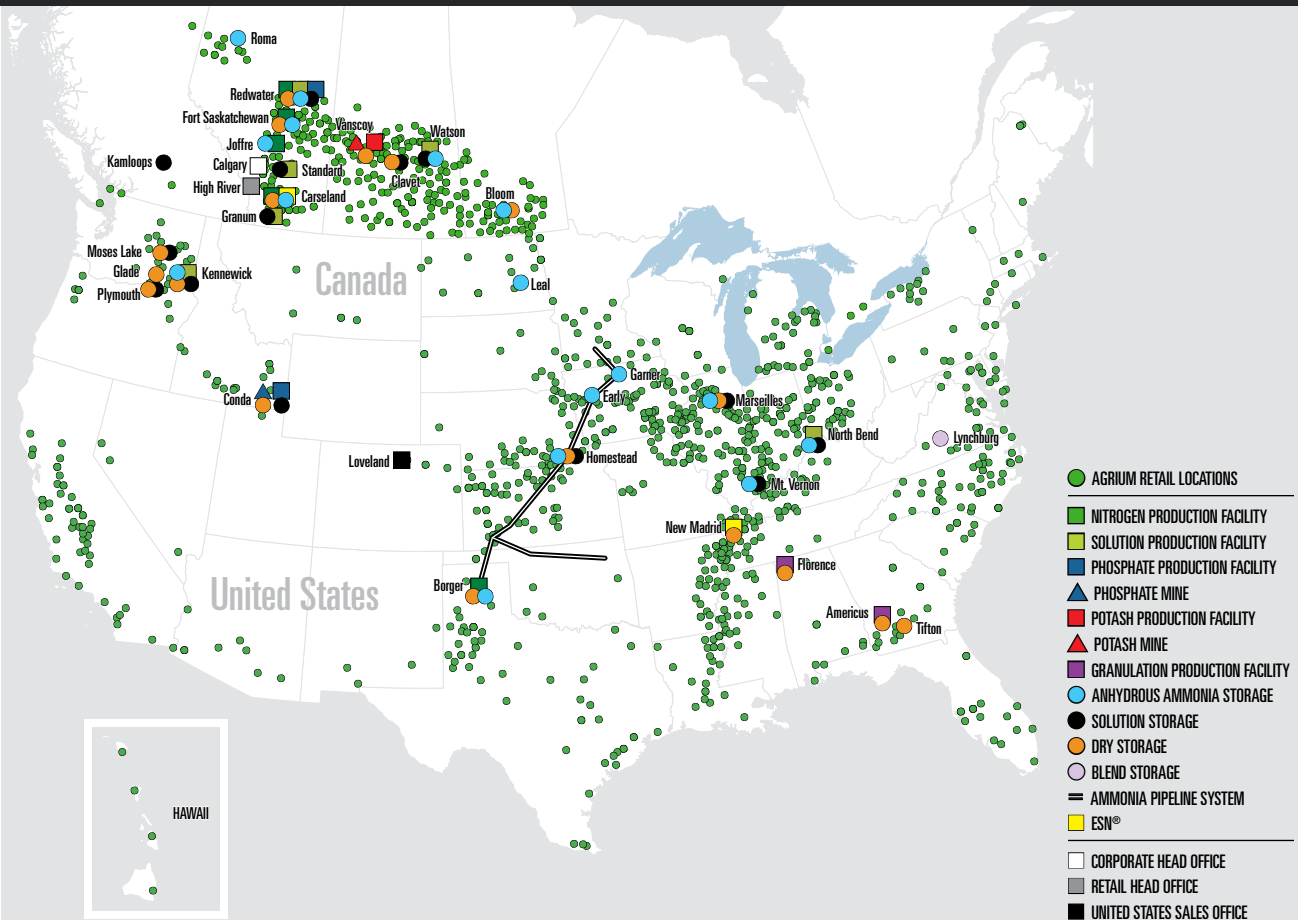 Roma
Redwater
Fort Saskatchewan
Vanscoy
Watson
Joffre
Kamloops
Calgary
Standard
Clavet
High River
Carseland
Bloom
Granum
Moses Lake
Glade
Kennewick
Plymouth
Canada
Leal
Garner
Early
Conda
Marseilles
North Bend
Lynchburg
Loveland
Homestead
Mt. Vernon
New Madrid
Florence
Borger
United States
Americus
Tifton
HAWAII
AGRIUM RETAIL LOCATIONS
NITROGEN PRODUCTION FACILITY
SOLUTION PRODUCTION FACILITY
PHOSPHATE PRODUCTION FACILITY
PHOSPHATE MINE
POTASH PRODUCTION FACILITY
POTASH MINE
GRANULATION PRODUCTION FACILITY
ANHYDROUS AMMONIA STORAGE
SOLUTION STORAGE
DRY STORAGE
BLEND STORAGE
AMMONIA PIPELINE SYSTEM
ESN®
CORPORATE HEAD OFFICE
RETAIL HEAD OFFICE
UNITED STATES SALES OFFICE